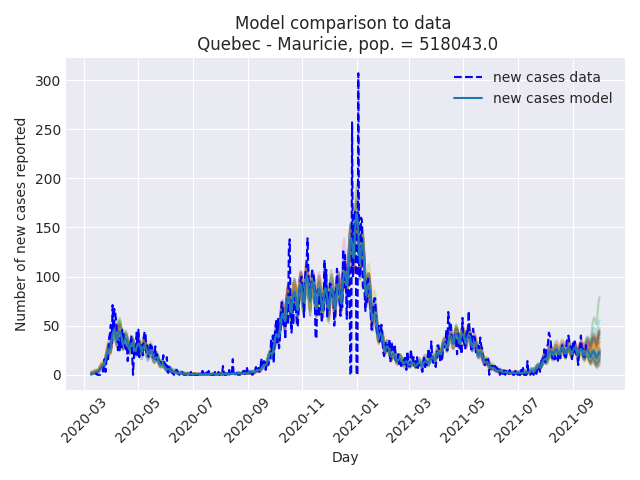 Model comparison to data
Quebec - Mauricie, pop. = 518043.0
new cases data
new cases model
Number of new cases reported
300
250
200
150
100
50
0
2020-03
2020-05
2020-07
2020-09
2020-11
2021-01
2021-03
2021-05
2021-07
2021-09
Day